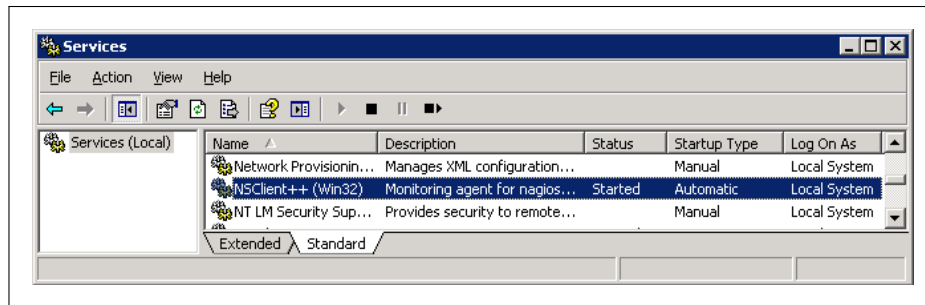 Services
File Action View Help
Services (Local)
Name Description Status Startup Type Log On As
Network Provisionin... Manages XML configuration... Manual Local System
NSClient++ (Win32) Monitoring agent for nagios... Started Automatic Local System
NT LM Security Sup... Provides security to remote... Manual Local System
Extended Standard